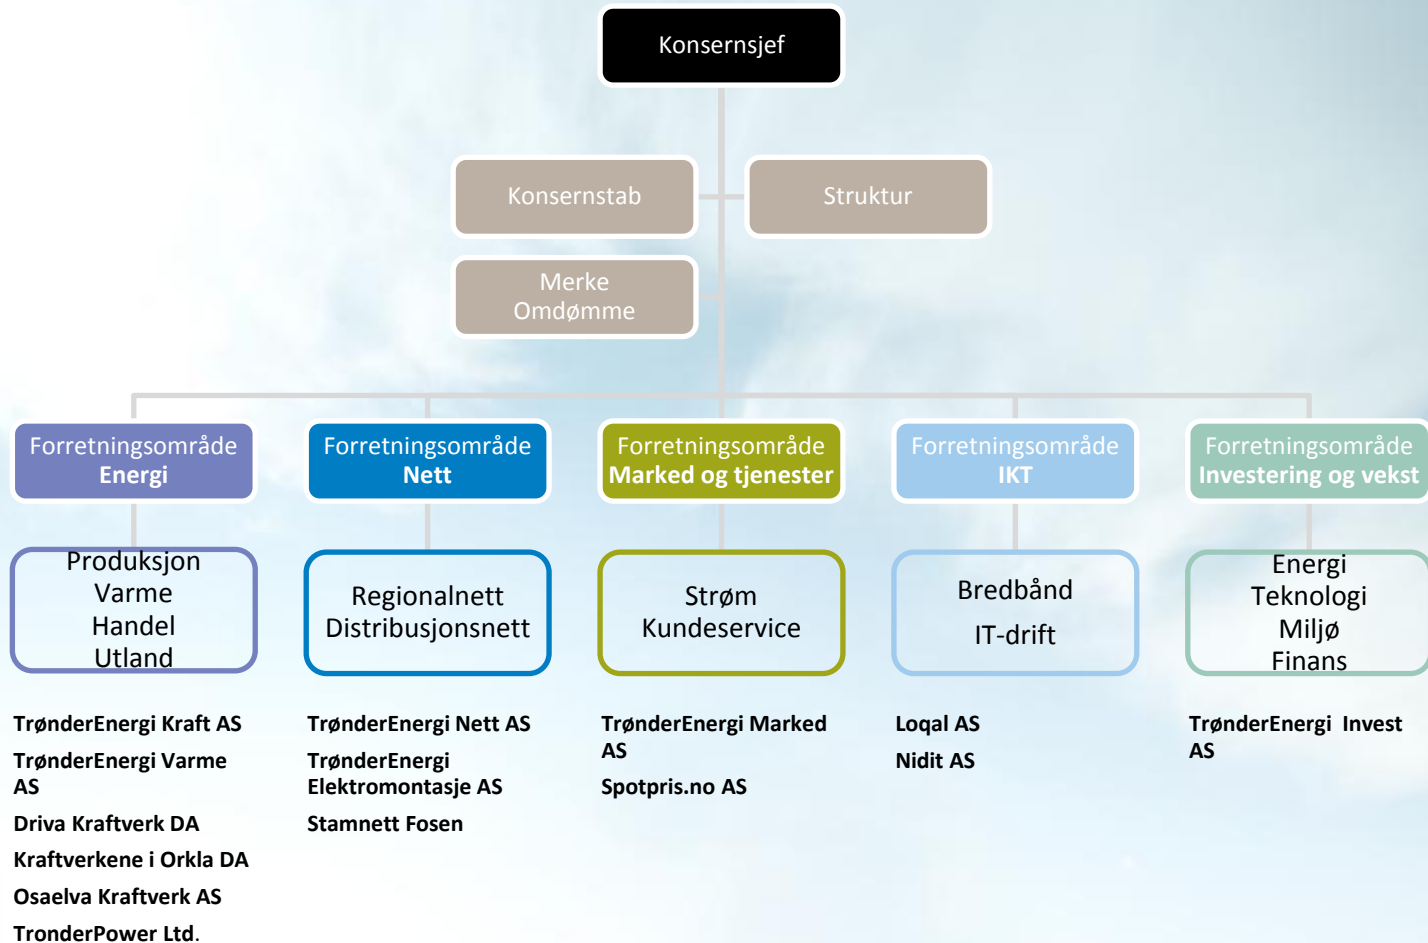 Konsernsjef
Konsernstab
Struktur
Merke
Omdømme
Forretningsområde
Energi
Forretningsområde
Nett
Forretningsområde
Marked og tjenester
Forretningsområde
IKT
Forretningsområde
Investering og vekst
Produksjon
Varme
Handel
Utland
Regionalnett
Distribusjonsnett
Strøm
Kundeservice
Bredbånd
IT-drift
Energi
Teknologi
Miljø
Finans
TrønderEnergi Kraft AS
TrønderEnergi Varme
AS
Driva Kraftverk DA
Kraftverkene i Orkla DA
Osaelva Kraftverk AS
TronderPower Ltd.
TrønderEnergi Nett AS
TrønderEnergi
Elektromontasje AS
Stamnett Fosen
TrønderEnergi Marked
AS
Spotpris.no AS
Loqal AS
Nidit AS
TrønderEnergi Invest
AS